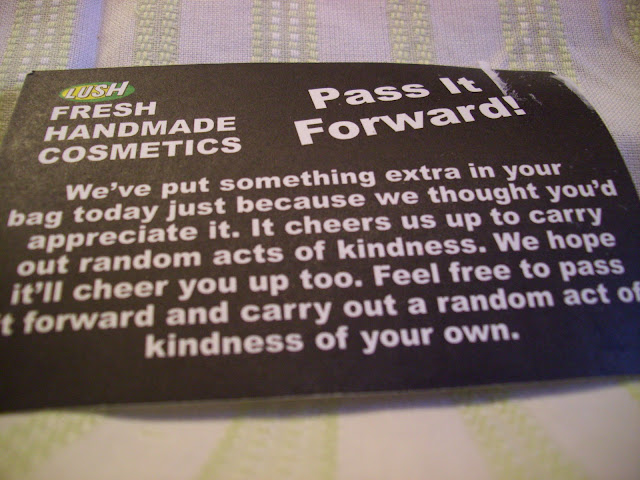 LUSH
FRESH
HANDMADE
COSMETICS
Pass It
Forward!
We've put something extra in your
bag today just because we thought you'd
appreciate it. It cheers us up to carry
out random acts of kindness. We hope
it'll cheer you up too. Feel free to pass
it forward and carry out a random act of
kindness of your own.